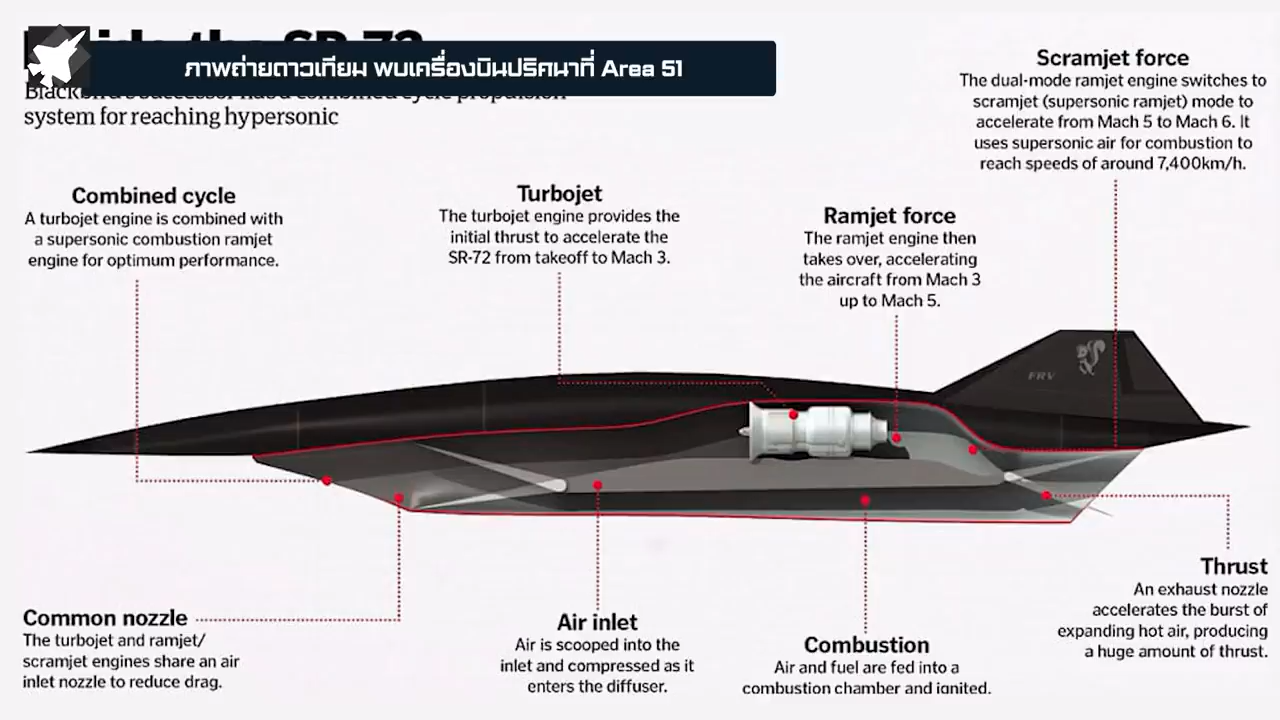 ภาพถ่ายดาวเทียม พบเครื่องบินปริศนาที่ Area 51
system for reaching hypersonic
Scramjet force
The dual-mode ramjet engine switches to
scramjet (supersonic ramjet) mode to
accelerate from Mach 5 to Mach 6. It
uses supersonic air for combustion to
reach speeds of around 7,400km/h.
Combined cycle
A turbojet engine is combined with
a supersonic combustion ramjet
engine for optimum performance.
Turbojet
The turbojet engine provides the
initial thrust to accelerate the
SR-72 from takeoff to Mach 3.
Ramjet force
The ramjet engine then
takes over, accelerating
the aircraft from Mach 3
up to Mach 5.
FRV
Common nozzle
The turbojet and ramjet/
scramjet engines share an air
inlet nozzle to reduce drag.
Air inlet
Air is scooped into the
inlet and compressed as it
enters the diffuser.
Combustion
Air and fuel are fed into a
combustion chamber and ignited.
Thrust
An exhaust nozzle
accelerates the burst of
expanding hot air, producing
a huge amount of thrust.